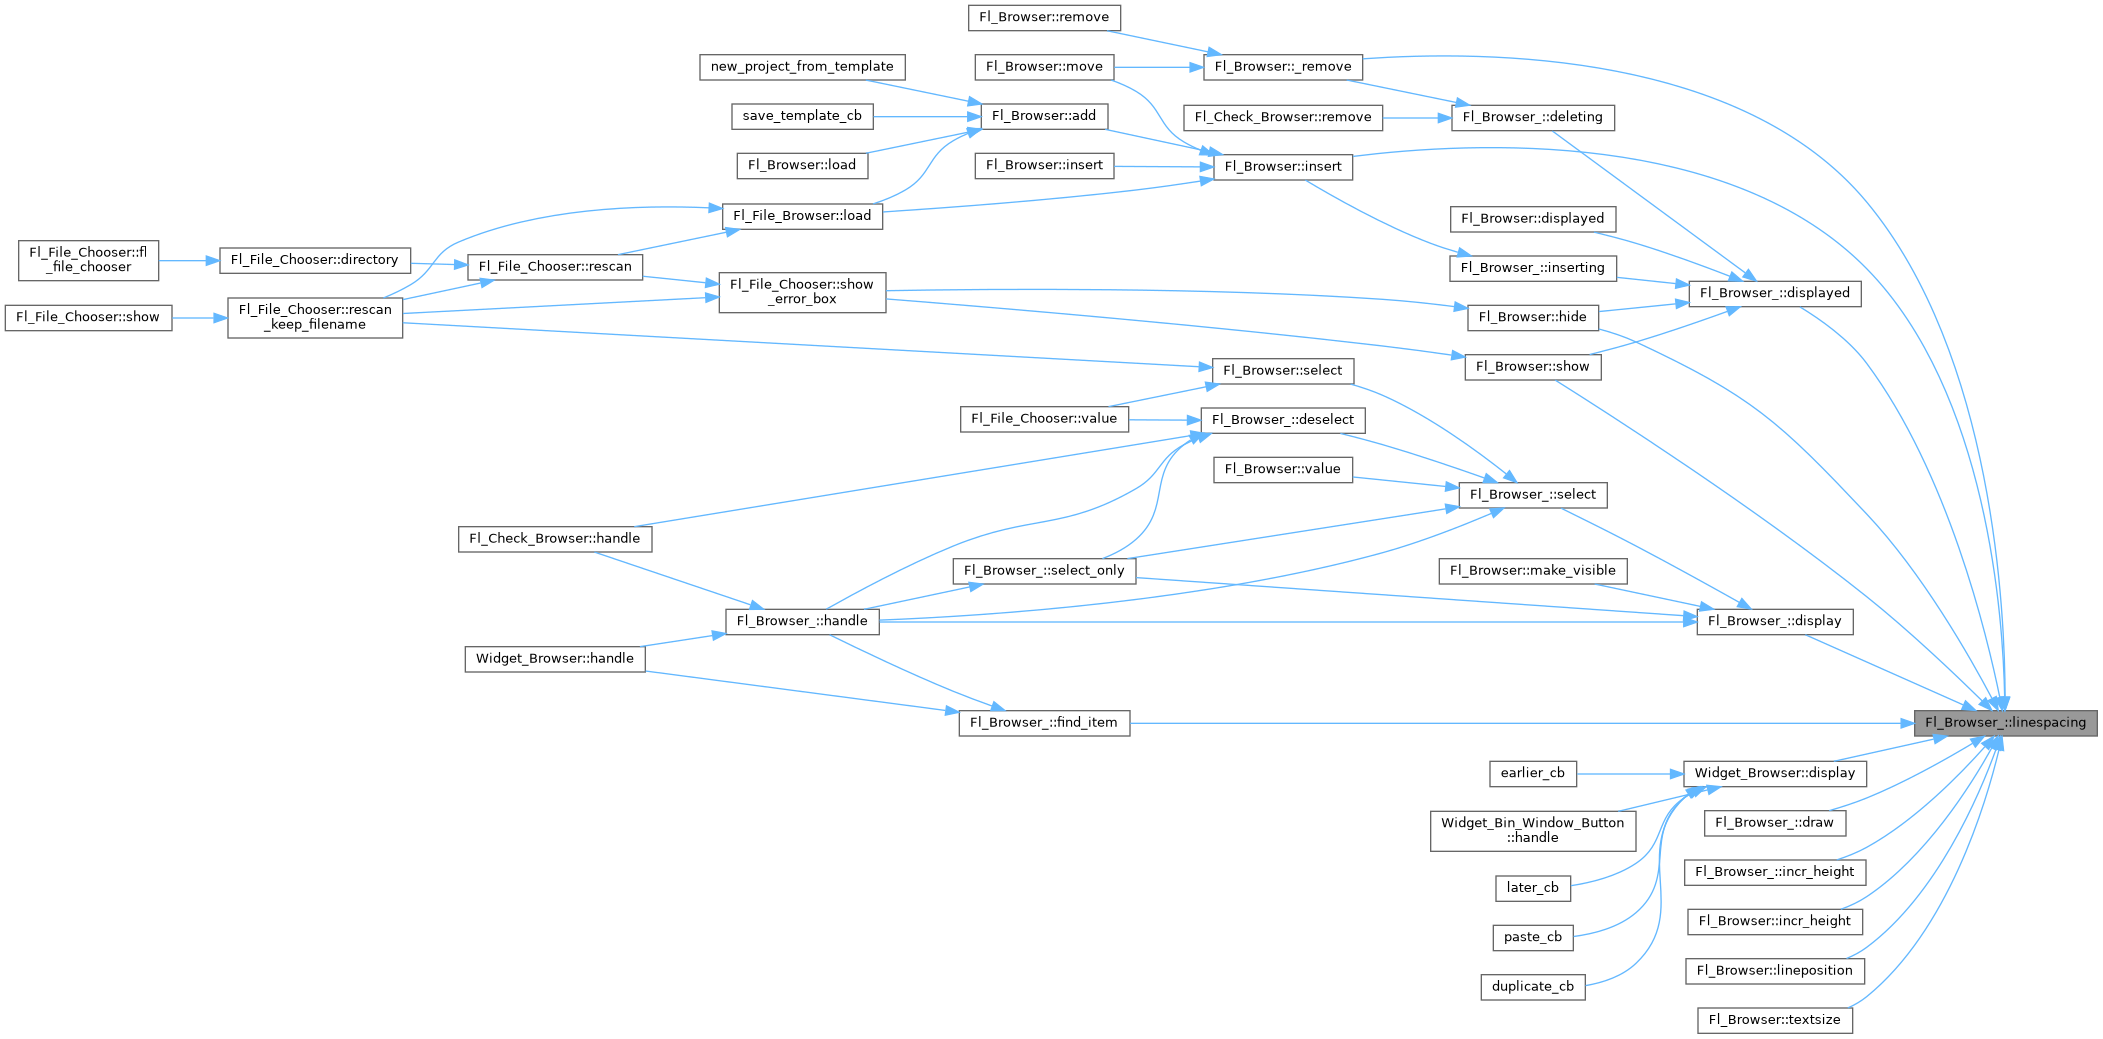 Fl_Browser::remove
new_project_from_template
Fl_Browser::move
Fl_Browser::_remove
save_template_cb
Fl_Browser::add
Fl_Check_Browser::remove
Fl_Browser_::deleting
Fl_Browser::load
Fl_Browser::insert
Fl_Browser::insert
Fl_File_Browser::load
Fl_Browser::displayed
Fl_File_Chooser::fl
_file_chooser
Fl_File_Chooser::directory
Fl_File_Chooser::rescan
Fl_Browser_::inserting
Fl_File_Chooser::show
_error_box
Fl_Browser_::displayed
Fl_File_Chooser::show
Fl_File_Chooser::rescan
_keep_filename
Fl_Browser::hide
Fl_Browser::select
Fl_Browser::show
Fl_File_Chooser::value
Fl_Browser_::deselect
Fl_Browser::value
Fl_Browser_::select
Fl_Check_Browser::handle
Fl_Browser_::select_only
Fl_Browser::make_visible
Fl_Browser_::handle
Fl_Browser_::display
Widget_Browser::handle
Fl_Browser_::find_item
Fl_Browser_::linespacing
earlier_cb
Widget_Browser::display
Widget_Bin_Window_Button
::handle
Fl_Browser_::draw
Fl_Browser_::incr_height
later_cb
Fl_Browser::incr_height
paste_cb
Fl_Browser::lineposition
duplicate_cb
Fl_Browser::textsize